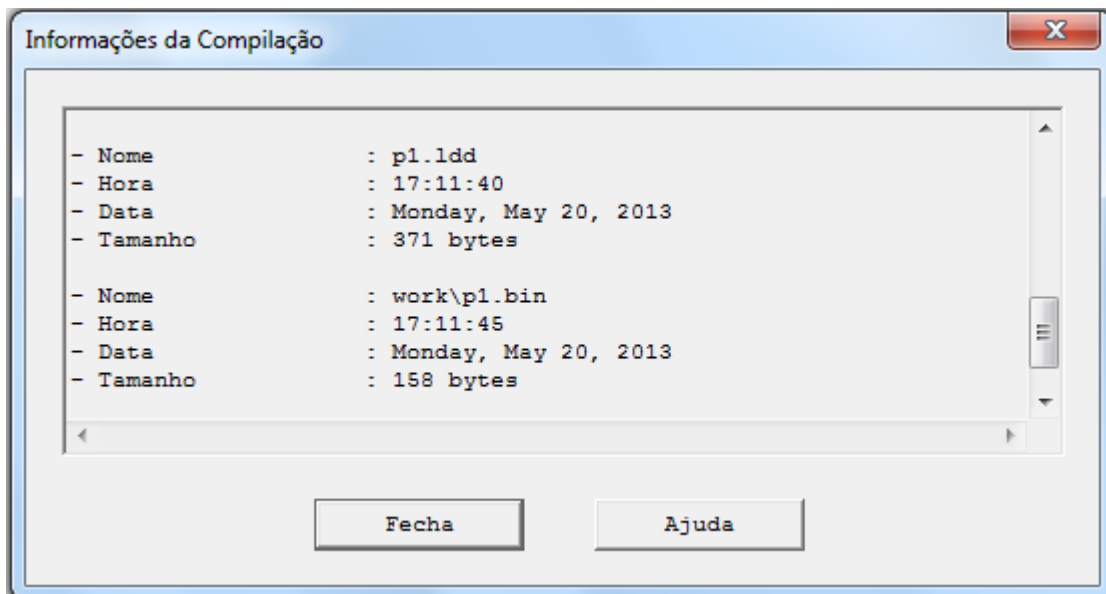 Informações da Compilação
- Nome : p1.ldd
- Hora : 17:11:40
- Data : Monday, May 20, 2013
- Tamanho : 371 bytes
- Nome : work\p1.bin
- Hora : 17:11:45
- Data : Monday, May 20, 2013
- Tamanho : 158 bytes
Fecha Ajuda